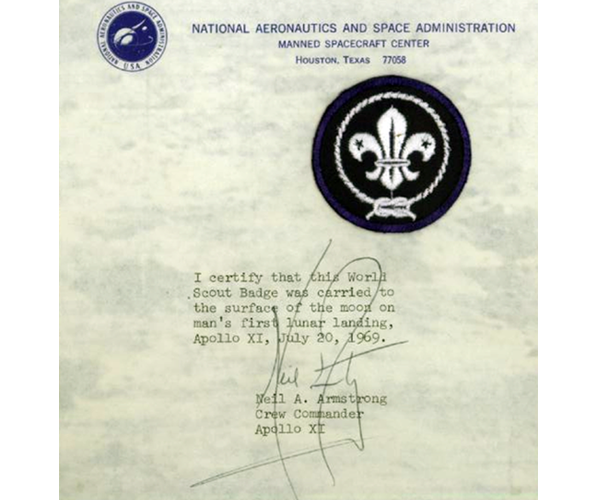 NATIONAL AERONAUTICS AND SPACE ADMINISTRATION
U.S.A.
NATIONAL AERONAUTICS AND SPACE ADMINISTRATION
MANNED SPACECRAFT CENTER
HOUSTON, TEXAS 77058
I certify that this World
Scout Badge was carried to
the surface of the moon on
man's first lunar landing,
Apollo XI, July 20, 1969.
Neil A. Armstrong
Crew Commander
Apollo XI